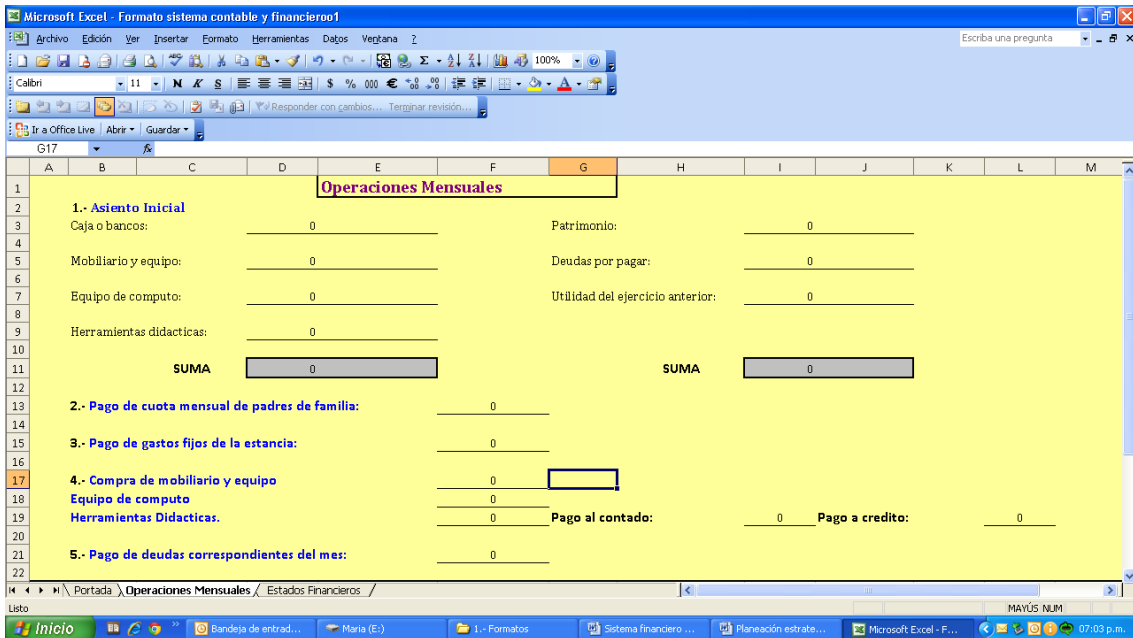 Microsoft Excel - Formato sistema contable y financieroo1
Archivo Edición Ver Insertar Formato Herramientas Datos Ventana ? Escriba una pregunta
100%
Calibri 11 N K S $ % 000 €
Responder con cambios... Terminar revisión...
Ir a Office Live Abrir Guardar
G17 fx
A B C D E F G H I J K L M
1 Operaciones Mensuales
2 1.- Asiento Inicial
3 Caja o bancos: 0 Patrimonio: 0
4
5 Mobiliario y equipo: 0 Deudas por pagar: 0
6
7 Equipo de computo: 0 Utilidad del ejercicio anterior: 0
8
9 Herramientas didacticas: 0
10
11 SUMA 0 SUMA 0
12
13 2.- Pago de cuota mensual de padres de familia: 0
14
15 3.- Pago de gastos fijos de la estancia: 0
16
17 4.- Compra de mobiliario y equipo 0
18 Equipo de computo 0
19 Herramientas Didacticas. 0 Pago al contado: 0 Pago a credito: 0
20
21 5.- Pago de deudas correspondientes del mes: 0
22
Portada Operaciones Mensuales Estados Financieros
Listo MAYÚS NUM
Inicio Bandeja de entrad... Maria (E:) 1.- Formatos Sistema financiero ... Planeación estrate... Microsoft Excel - F... 07:03 p.m.